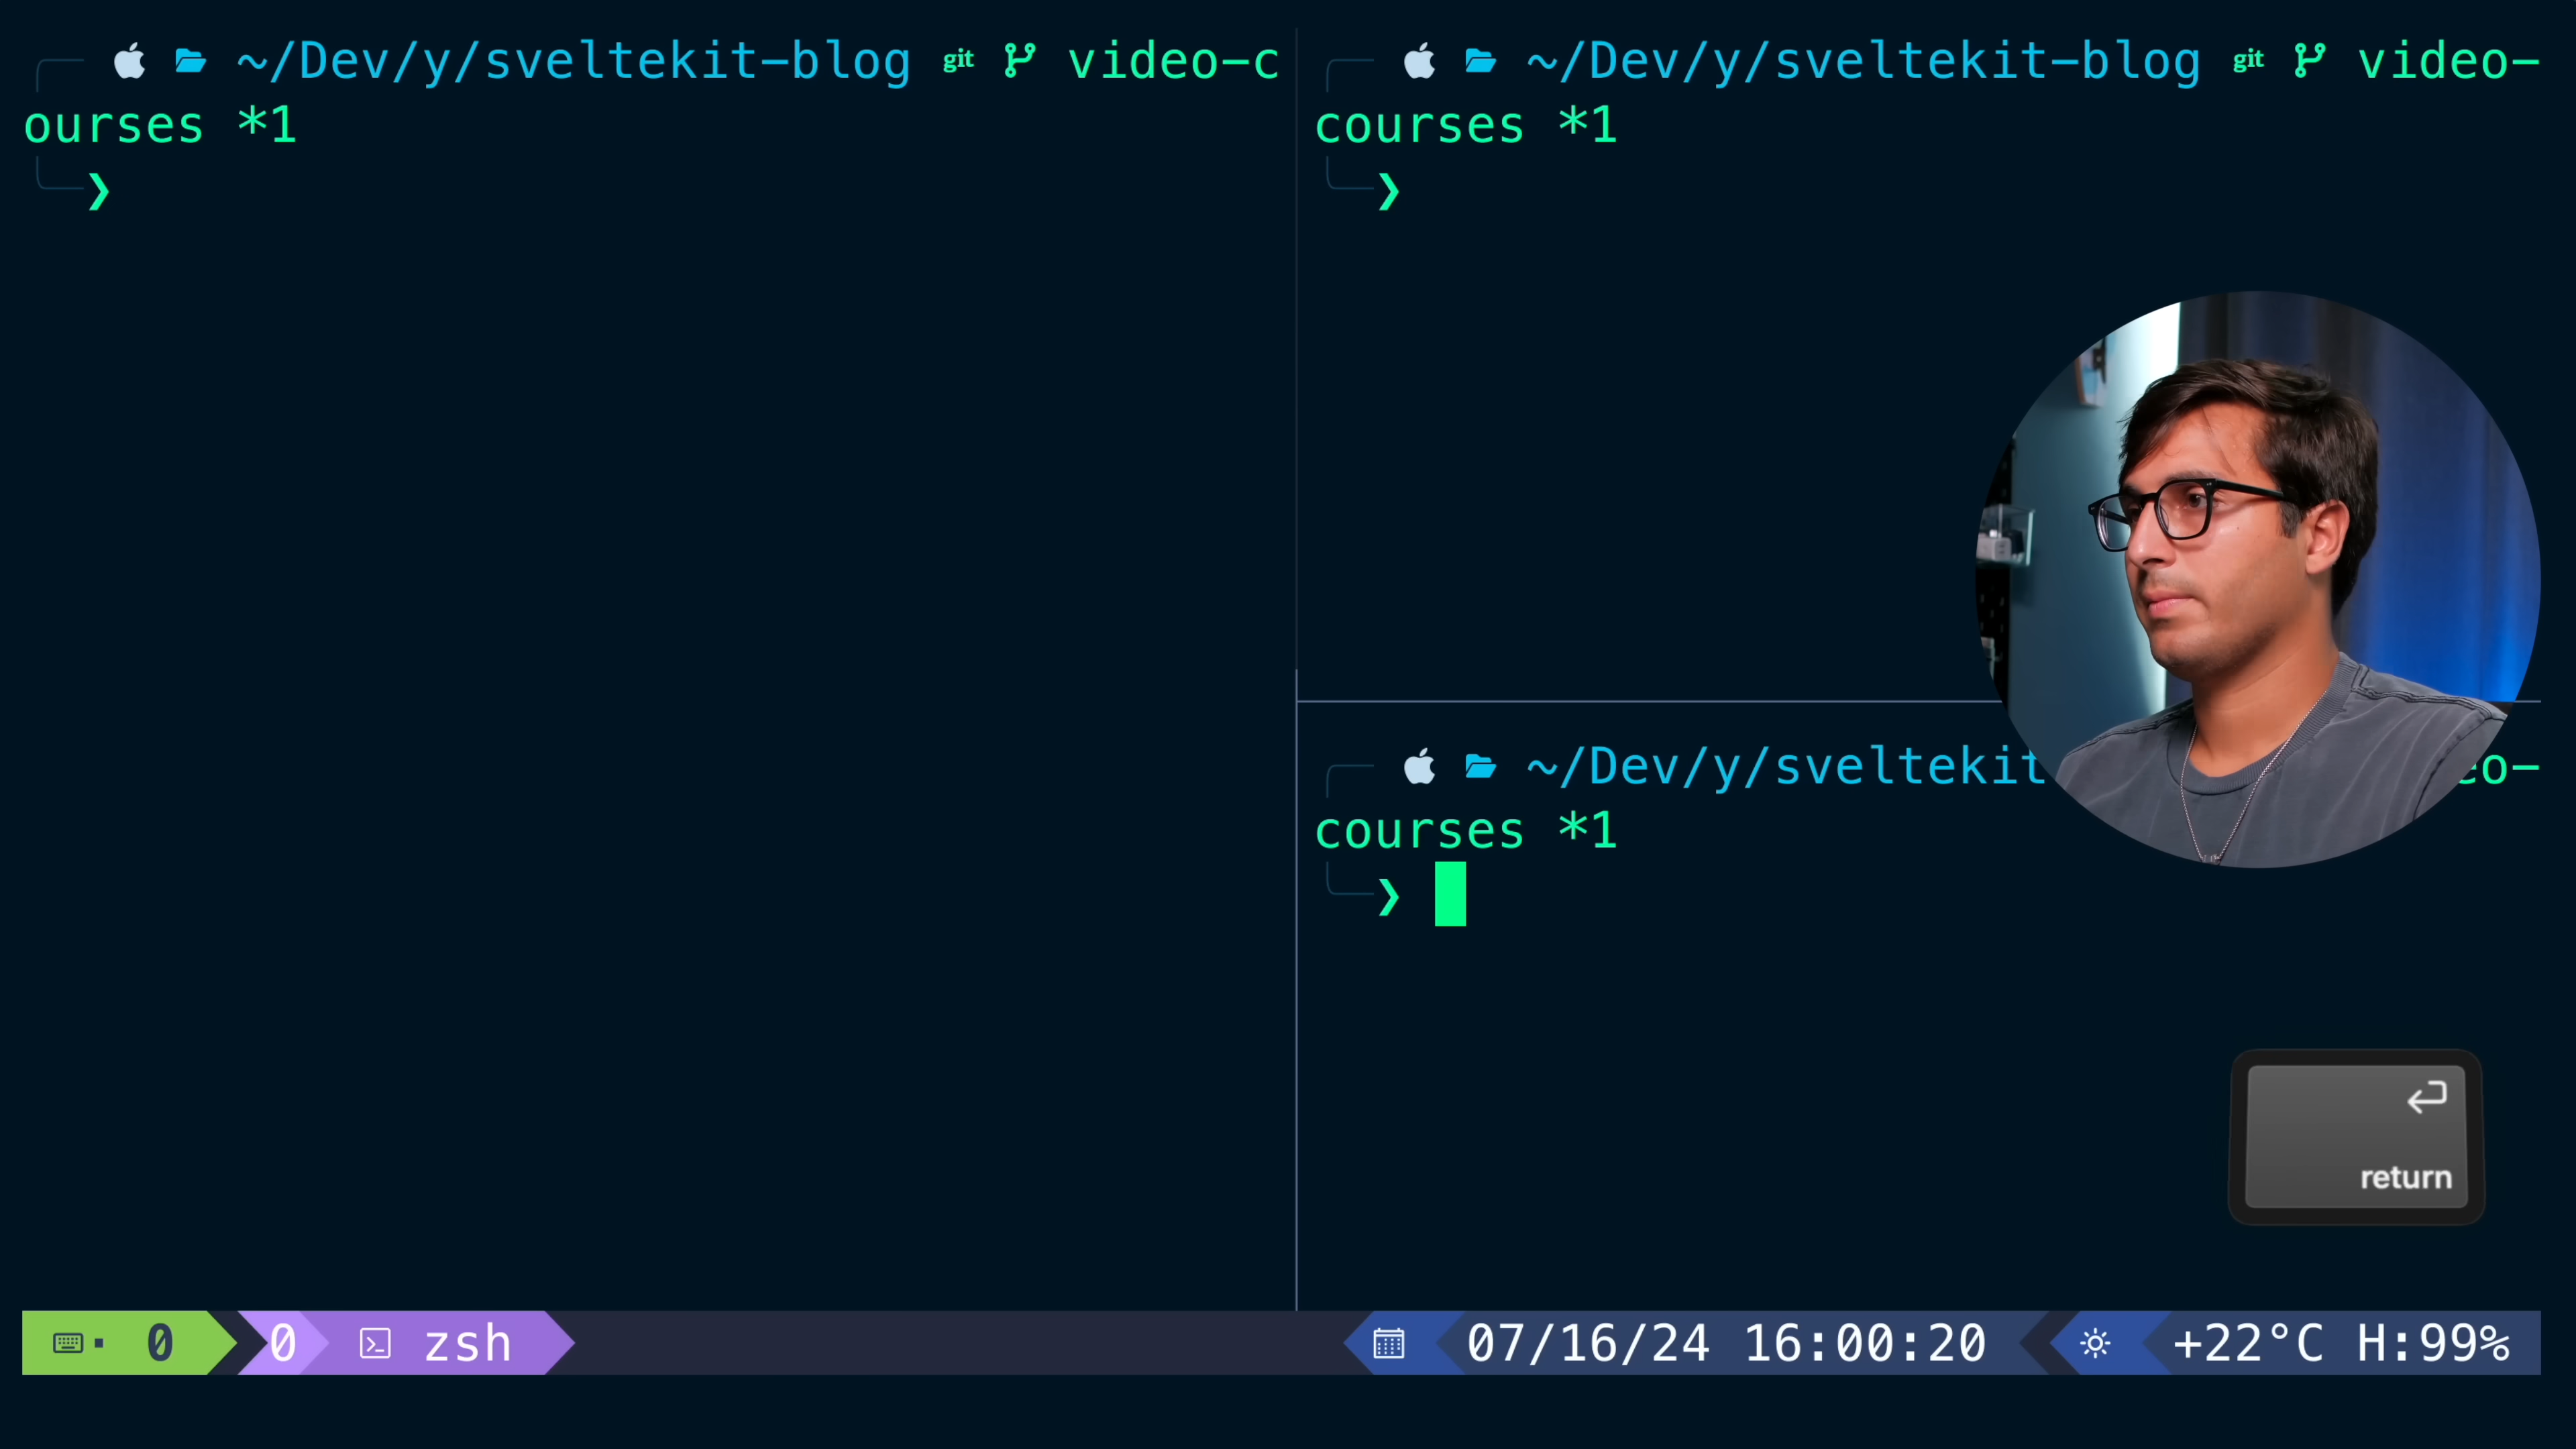 ~/Dev/y/sveltekit-blog git video-c
ourses *1
❯
~/Dev/y/sveltekit-blog git video-
courses *1
❯
~/Dev/y/sveltekit
courses *1
❯
return
0 0 zsh
07/16/24 16:00:20 +22°C H:99%